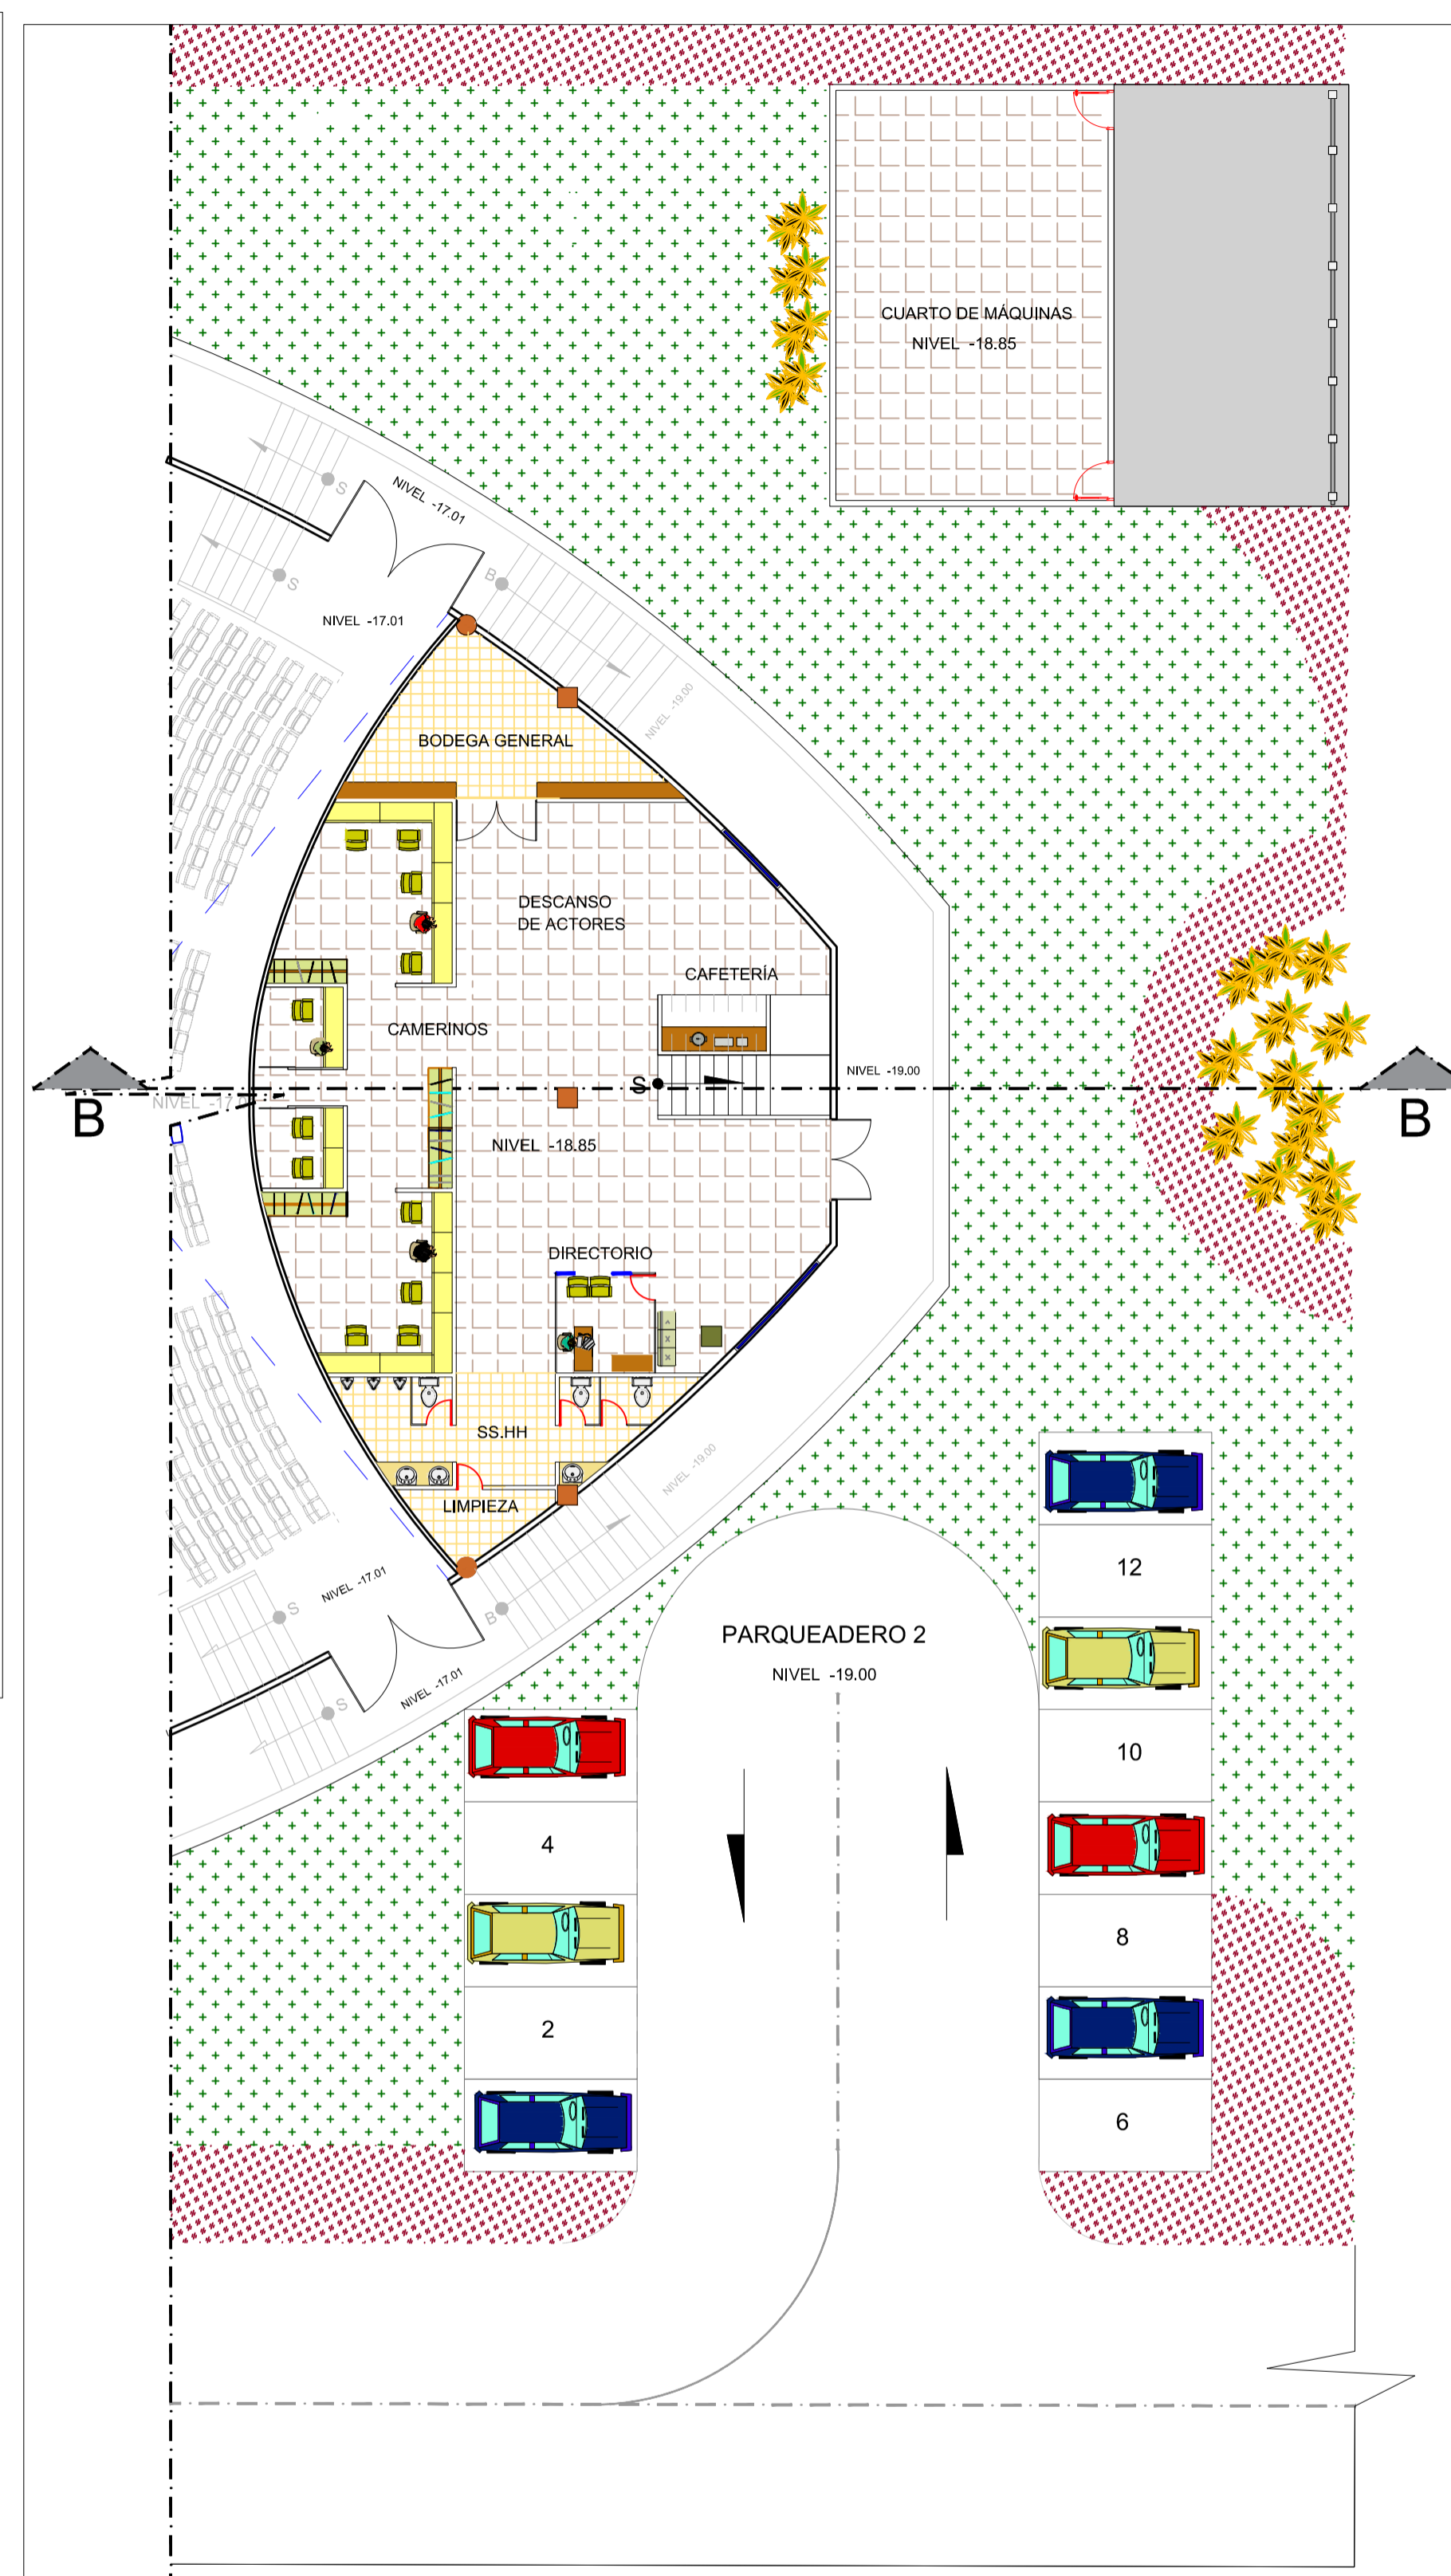 CUARTO DE MÁQUINAS
NIVEL -18.85
S
NIVEL -17.01
S
B
NIVEL -17.01
NIVEL -19.00
BODEGA GENERAL
DESCANSO
DE ACTORES
CAFETERÍA
CAMERINOS
S
NIVEL -19.00
B
B
NIVEL -18.85
DIRECTORIO
SS.HH
NIVEL -19.00
LIMPIEZA
NIVEL -17.01
S
B
NIVEL -17.01
S
12
PARQUEADERO 2
NIVEL -19.00
10
4
8
2
6